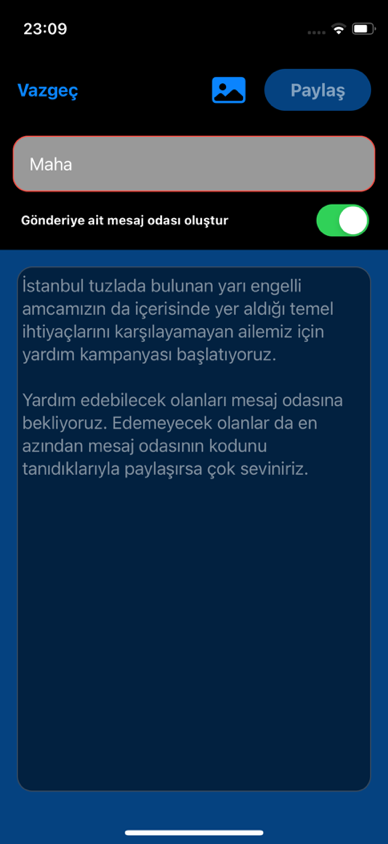 23:09
Vazgeç
Paylaş
Maha
Gönderiye ait mesaj odası oluştur
İstanbul tuzlada bulunan yarı engelli
amcamızın da içerisinde yer aldığı temel
ihtiyaçlarını karşılayamayan ailemiz için
yardım kampanyası başlatıyoruz.
Yardım edebilecek olanları mesaj odasına
bekliyoruz. Edemeyecek olanlar da en
azından mesaj odasının kodunu
tanıdıklarıyla paylaşırsa çok seviniriz.